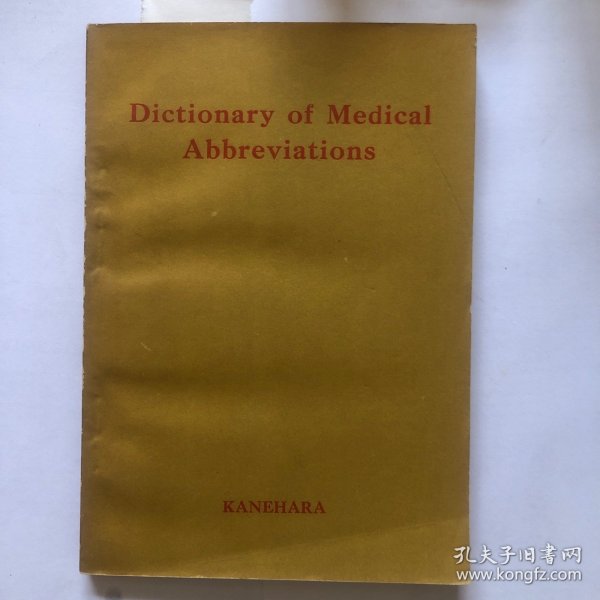 Dictionary of Medical
Abbreviations
KANEHARA
孔夫子旧书网
www.kongfz.com